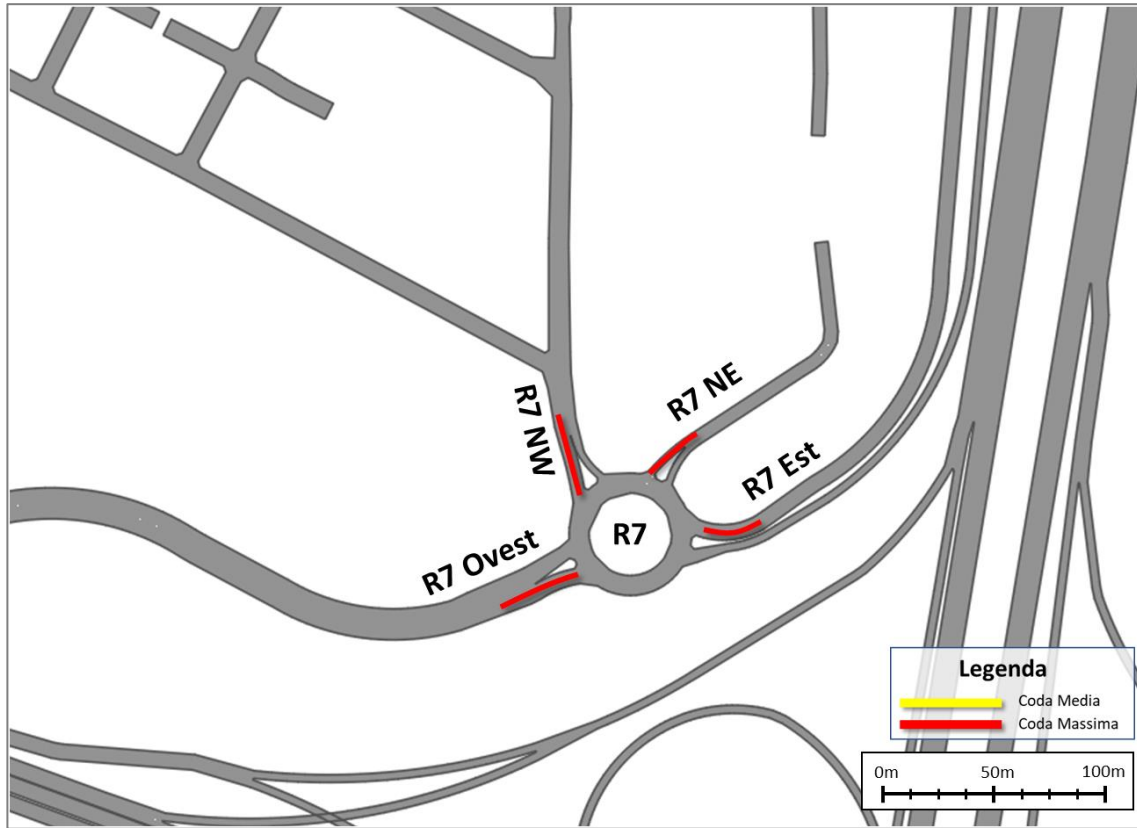 R7 NE
R7 NW
R7 Est
R7
R7 Ovest
Legenda
Coda Media
Coda Massima
0m 50m 100m